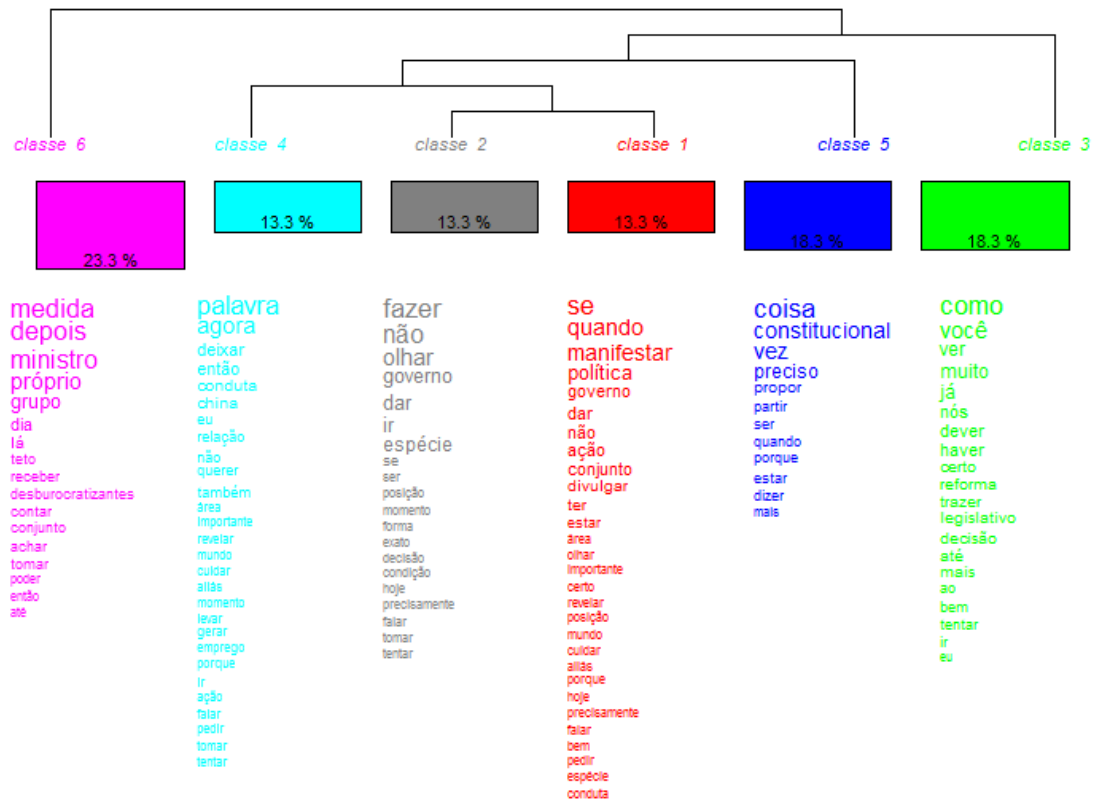 classe 6
classe 4
classe 2
classe 1
classe 5
classe 3
23.3 %
13.3 %
13.3 %
13.3 %
18.3 %
18.3 %
medida
depois
ministro
próprio
grupo
dia
lá
teto
receber
desburocratizantes
contar
conjunto
achar
tomar
poder
então
até
palavra
agora
deixar
então
conduta
china
eu
relação
não
querer
também
área
importante
revelar
mundo
cuidar
aliás
momento
levar
gerar
emprego
porque
ir
ação
falar
pedir
tomar
tentar
fazer
não
olhar
governo
dar
ir
espécie
se
ser
posição
momento
forma
exato
decisão
condição
hoje
precisamente
falar
tomar
tentar
se
quando
manifestar
política
governo
dar
não
ação
conjunto
divulgar
ter
estar
área
olhar
importante
certo
revelar
posição
mundo
cuidar
aliás
porque
hoje
precisamente
falar
bem
pedir
espécie
conduta
coisa
constitucional
vez
preciso
propor
partir
ser
quando
porque
estar
dizer
mais
como
você
ver
muito
já
nós
dever
haver
certo
reforma
trazer
legislativo
decisão
até
mais
ao
bem
tentar
ir
eu